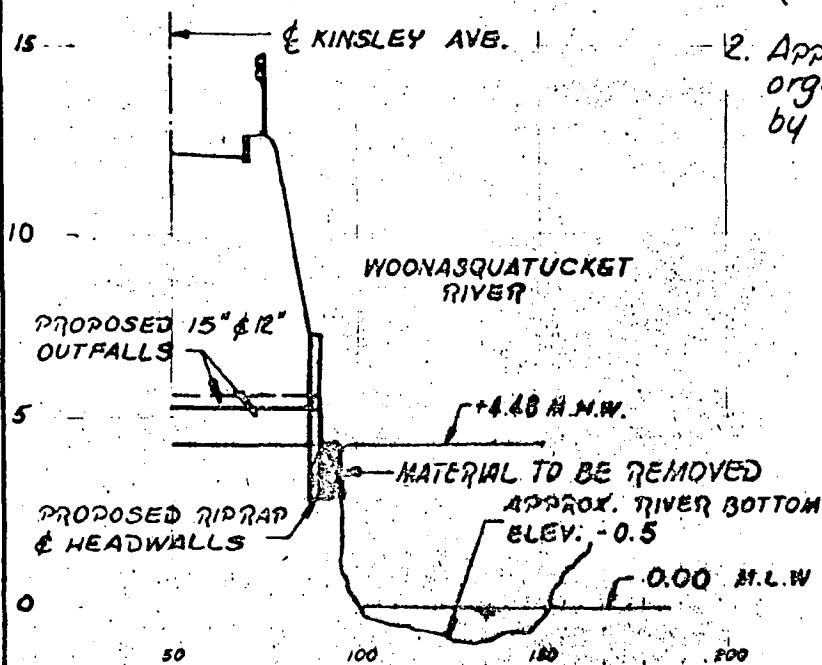 15
℄ KINSLEY AVE.
2. App
orga
by
10
WOONASQUATUCKET
RIVER
PROPOSED 15" & 12"
OUTFALLS
5
+4.48 M.H.W.
MATERIAL TO BE REMOVED
PROPOSED RIPRAP
& HEADWALLS
APPROX. RIVER BOTTOM
ELEV. -0.5
0.00 M.L.W
0
50
100
150
200